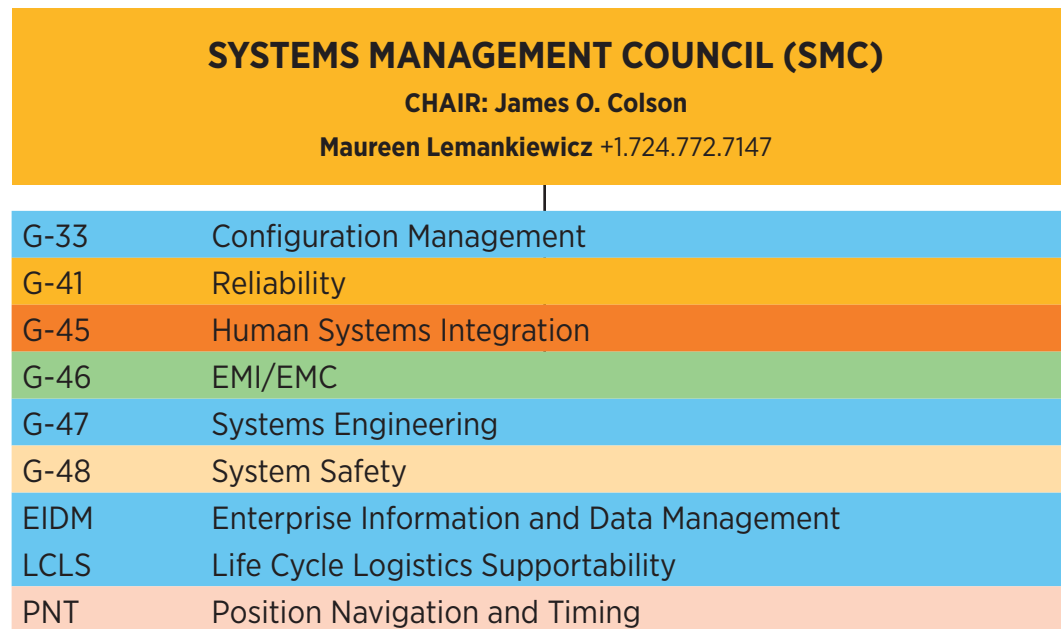 SYSTEMS MANAGEMENT COUNCIL (SMC)
CHAIR: James O. Colson
Maureen Lemankiewicz +1.724.772.7147
G-33 Configuration Management
G-41 Reliability
G-45 Human Systems Integration
G-46 EMI/EMC
G-47 Systems Engineering
G-48 System Safety
EIDM Enterprise Information and Data Management
LCLS Life Cycle Logistics Supportability
PNT Position Navigation and Timing